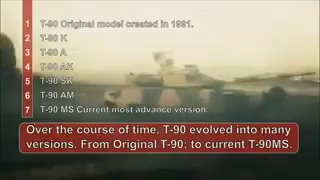 1 T-90 Original model created in 1991.
2 T-90 K
3 T-90 A
4 T-90 AK
5 T-90 SK
6 T-90 AM
7 T-90 MS Current most advance version.
Over the course of time. T-90 evolved into many
versions. From Original T-90. to current T-90MS.